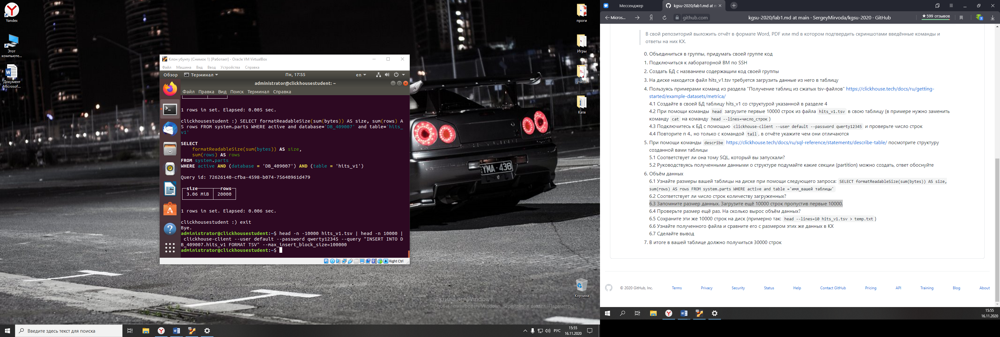 Yandex
Этот
компьюте...
Документ
Microsof...
проги
Игры
учёба
Катя
Корзина
YMA·438
Активация Windows
Чтобы активировать Windows, перейдите в раздел "Параметры".
Клон убунту (Снимок 1) [Работает] - Oracle VM VirtualBox
Файл Машина Вид Ввод Устройства Справка
Обзор Терминал Пн, 17:55 en
administrator@clickhousestudent: ~
Файл Правка Вид Поиск Терминал Справка
1 rows in set. Elapsed: 0.005 sec.
clickhousestudent :) SELECT formatReadableSize(sum(bytes)) AS size, sum(rows) A
S rows FROM system.parts WHERE active and database='DB_409007' and table='hits_
v1'
SELECT
formatReadableSize(sum(bytes)) AS size,
sum(rows) AS rows
FROM system.parts
WHERE active AND (database = 'DB_409007') AND (table = 'hits_v1')
Query id: 72626140-cfba-4598-b074-75640961d479
size rows
3.06 MiB 20000
1 rows in set. Elapsed: 0.006 sec.
clickhousestudent :) exit
Bye.
administrator@clickhousestudent:~$ head -n -10000 hits_v1.tsv | head -n 10000 |
clickhouse-client --user default --password qwerty12345 --query "INSERT INTO D
B_409007.hits_v1 FORMAT TSV" --max_insert_block_size=100000
administrator@clickhousestudent:~$
Right Ctrl
Введите здесь текст для поиска
РУС
15:55
16.11.2020
Мессенджер
kgsu-2020/lab1.md at m
Micros...
Я
github.com
kgsu-2020/lab1.md at main · SergeyMirvoda/kgsu-2020 · GitHub
★599 отзывов
В свой репозиторий выложить отчёт в формате Word, PDF или md в котором подтвердить скриншотами введённые команды и
ответы на них КХ.
0. Объединиться в группы, придумать своей группе код
1. Подключиться к лабораторной ВМ по SSH
2. Создать БД с названием содержащим код своей группы
3. На диске находится файл hits_v1.tsv требуется загрузить данные из него в таблицу
4. Пользуясь примерами команд из раздела "Получение таблиц из сжатых tsv-файлов" https://clickhouse.tech/docs/ru/getting-
started/example-datasets/metrica/
4.1 Создайте в своей БД таблицу hits_v1 со структурой указанной в разделе 4
4.2 При помощи команды head загрузите первые 10000 строк из файла hits_v1.tsv в свою таблицу (в примере нужно заменить
команду cat на команду head --lines=число_строк)
4.3 Подключитесь к БД с помощью clickhouse-client --user default --password qwerty12345 и проверьте число строк
4.4 Повторите п 4., но только с командой tail, в отчёте укажите чем они отличаются
5. При помощи команды describe https://clickhouse.tech/docs/ru/sql-reference/statements/describe-table/ посмотрите структуру
созданной вами таблицы
5.1 Соответствует ли она тому SQL, который вы запускали?
5.2 Руководствуясь полученными данными о структуре подумайте какие секции (partition) можно создать, ответ обоснуйте
6. Объём данных
6.1 Узнайте размеры вашей таблицы на диске при помощи следующего запроса: SELECT formatReadableSize(sum(bytes)) AS size,
sum(rows) AS rows FROM system.parts WHERE active and table ='имя_вашей таблицы'
6.2 Соответствует ли число строк количеству загруженных?
6.3 Запомните размер данных. Загрузите ещё 10000 строк пропустив первые 10000.
6.4 Проверьте размер ещё раз. На сколько вырос объём данных?
6.5 Сохраните эти же 10000 строк на диск (примерно так: head --lines=10 hits_v1.tsv > temp.txt)
6.6 Узнайте полученного файла и сравните его с размером этих же данных в КХ
6.7 Сделайте вывод
7. В итоге в вашей таблице должно получиться 30000 строк
© 2020 GitHub, Inc. Terms Privacy Security Status Help Contact GitHub Pricing API Training Blog About
15:55
16.11.2020